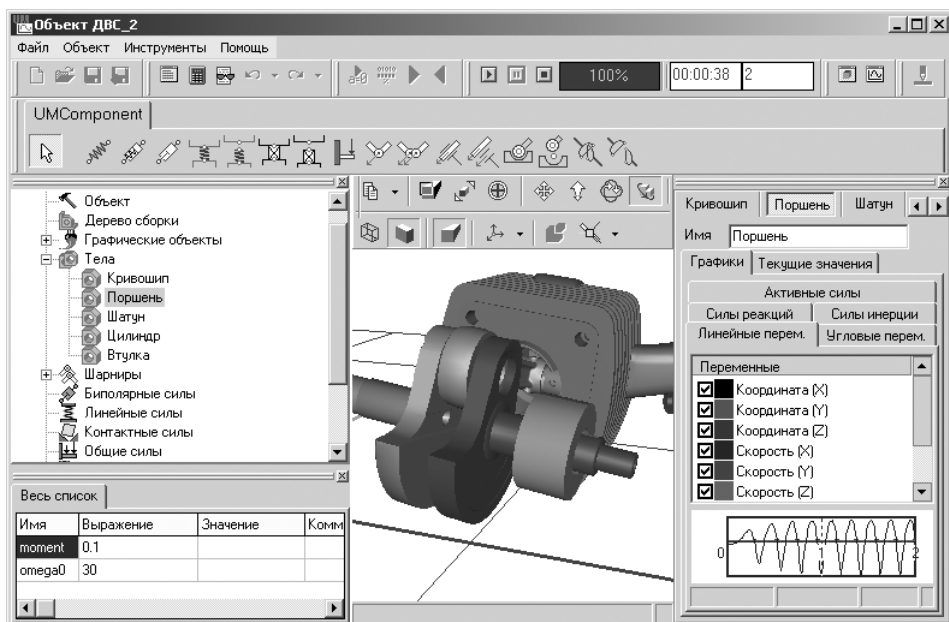 Объект ДВС_2
Файл Объект Инструменты Помощь
100% 00:00:38 2
UMComponent
Объект
Дерево сборки
Графические объекты
Тела
Кривошип
Поршень
Шатун
Цилиндр
Втулка
Шарниры
Биполярные силы
Линейные силы
Контактные силы
Общие силы
Весь список
Имя Выражение Значение Комм
moment 0.1
omega0 30
Кривошип Поршень Шатун
Имя Поршень
Графики Текущие значения
Активные силы
Силы реакций Силы инерции
Линейные перем. Угловые перем.
Переменные
Координата (X)
Координата (Y)
Координата (Z)
Скорость (X)
Скорость (Y)
Скорость (Z)
0 1 2